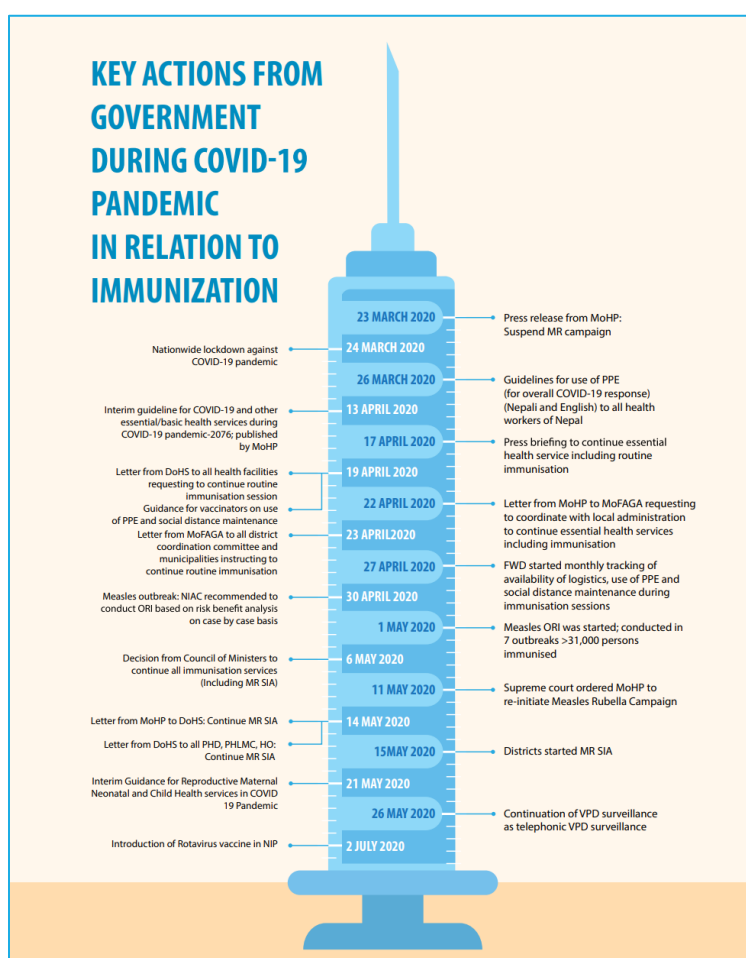 KEY ACTIONS FROM
GOVERNMENT
DURING COVID-19
PANDEMIC
IN RELATION TO
IMMUNIZATION
23 MARCH 2020
Press release from MoHP:
Suspend MR campaign
24 MARCH 2020
Nationwide lockdown against
COVID-19 pandemic
26 MARCH 2020
Guidelines for use of PPE
(for overall COVID-19 response)
(Nepali and English) to all health
workers of Nepal
13 APRIL 2020
Interim guideline for COVID-19 and other
essential/basic health services during
COVID-19 pandemic-2076; published
by MoHP
17 APRIL 2020
Press briefing to continue essential
health service including routine
immunisation
19 APRIL 2020
Letter from DoHS to all health facilities
requesting to continue routine
immunisation session
Guidance for vaccinators on use
of PPE and social distance maintenance
22 APRIL 2020
Letter from MoHP to MoFAGA requesting
to coordinate with local administration
to continue essential health services
including immunisation
23 APRIL2020
Letter from MoFAGA to all district
coordination committee and
municipalities instructing to
continue routine immunisation
27 APRIL 2020
FWD started monthly tracking of
availability of logistics, use of PPE and
social distance maintenance during
immunisation sessions
30 APRIL 2020
Measles outbreak: NIAC recommended to
conduct ORI based on risk benefit analysis
on case by case basis
1 MAY 2020
Measles ORI was started; conducted in
7 outbreaks >31,000 persons
immunised
6 MAY 2020
Decision from Council of Ministers to
continue all immunisation services
(Including MR SIA)
11 MAY 2020
Supreme court ordered MoHP to
re-initiate Measles Rubella Campaign
14 MAY 2020
Letter from MoHP to DoHS: Continue MR SIA
Letter from DoHS to all PHD, PHLMC, HO:
Continue MR SIA
15MAY 2020
Districts started MR SIA
21 MAY 2020
Interim Guidance for Reproductive Maternal
Neonatal and Child Health services in COVID
19 Pandemic
26 MAY 2020
Continuation of VPD surveillance
as telephonic VPD surveillance
2 JULY 2020
Introduction of Rotavirus vaccine in NIP